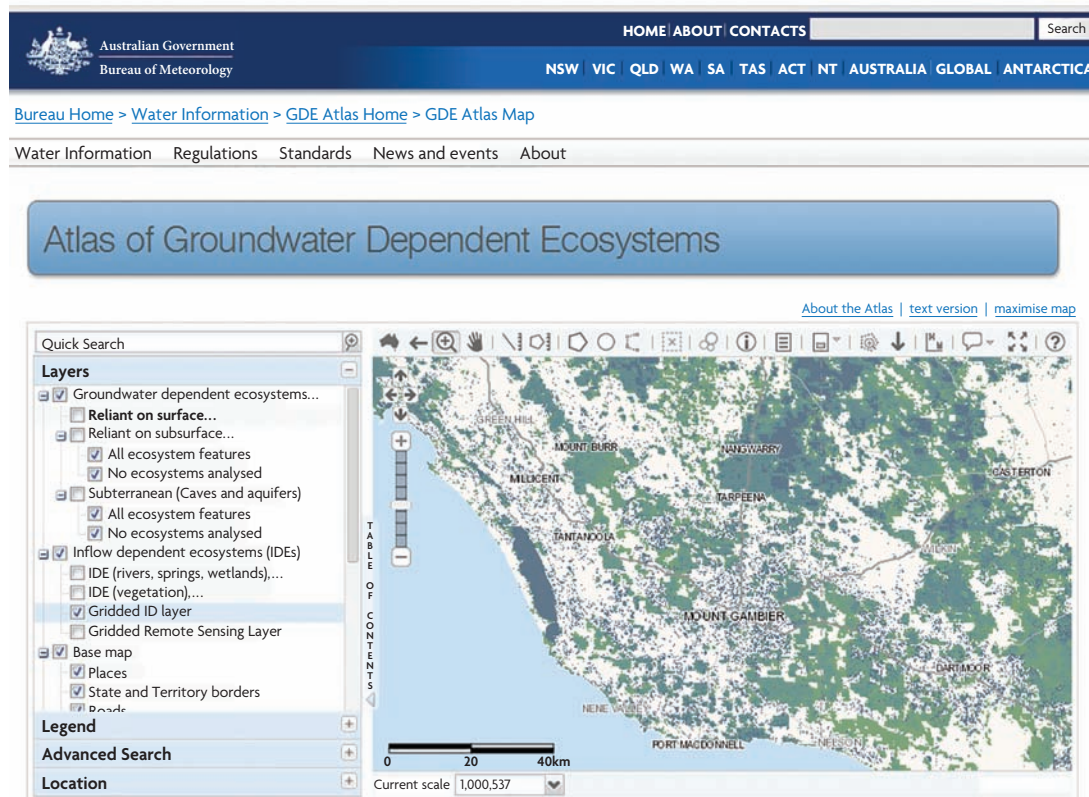 HOME ABOUT CONTACTS Search
Australian Government
Bureau of Meteorology
NSW VIC QLD WA SA TAS ACT NT AUSTRALIA GLOBAL ANTARCTICA
Bureau Home > Water Information > GDE Atlas Home > GDE Atlas Map
Water Information Regulations Standards News and events About
Atlas of Groundwater Dependent Ecosystems
About the Atlas | text version | maximise map
Quick Search
Layers
Groundwater dependent ecosystems...
Reliant on surface...
Reliant on subsurface...
All ecosystem features
No ecosystems analysed
Subterranean (Caves and aquifers)
All ecosystem features
No ecosystems analysed
Inflow dependent ecosystems (IDEs)
IDE (rivers, springs, wetlands),...
IDE (vegetation),...
Gridded ID layer
Gridded Remote Sensing Layer
Base map
Places
State and Territory borders
Roads
Legend
Advanced Search
Location
TABLE OF CONTENTS
GREEN HILL
MOUNT BURR
NANGWARRY
CASTERTON
MILLICENT
TARPEENA
TANTANOOLA
WILKIN
MOUNT GAMBIER
DARTMOOR
NENE VALLEY
PORT MACDONNELL
NELSON
0 20 40km
Current scale 1,000,537